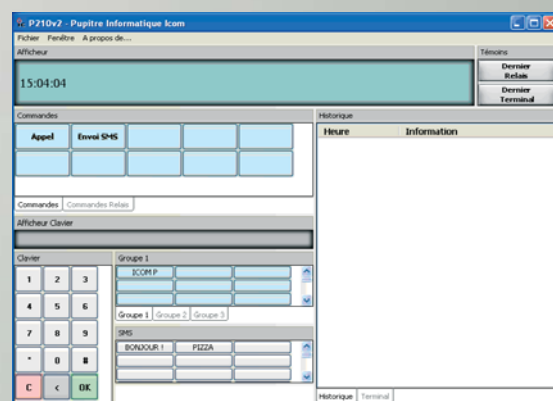 P210v2 - Pupitre Informatique Icom
Fichier Fenêtre A propos de...
Afficheur
Témoins
15:04:04
Dernier
Relais
Dernier
Terminal
Commandes
Appel
Envoi SMS
Commandes Commandes Relais
Historique
Heure Information
Afficheur Clavier
Clavier
1 2 3
4 5 6
7 8 9
* 0 #
C < OK
Groupe 1
ICOM P
Groupe 1 Groupe 2 Groupe 3
SMS
BONJOUR ! PIZZA
Historique Terminal